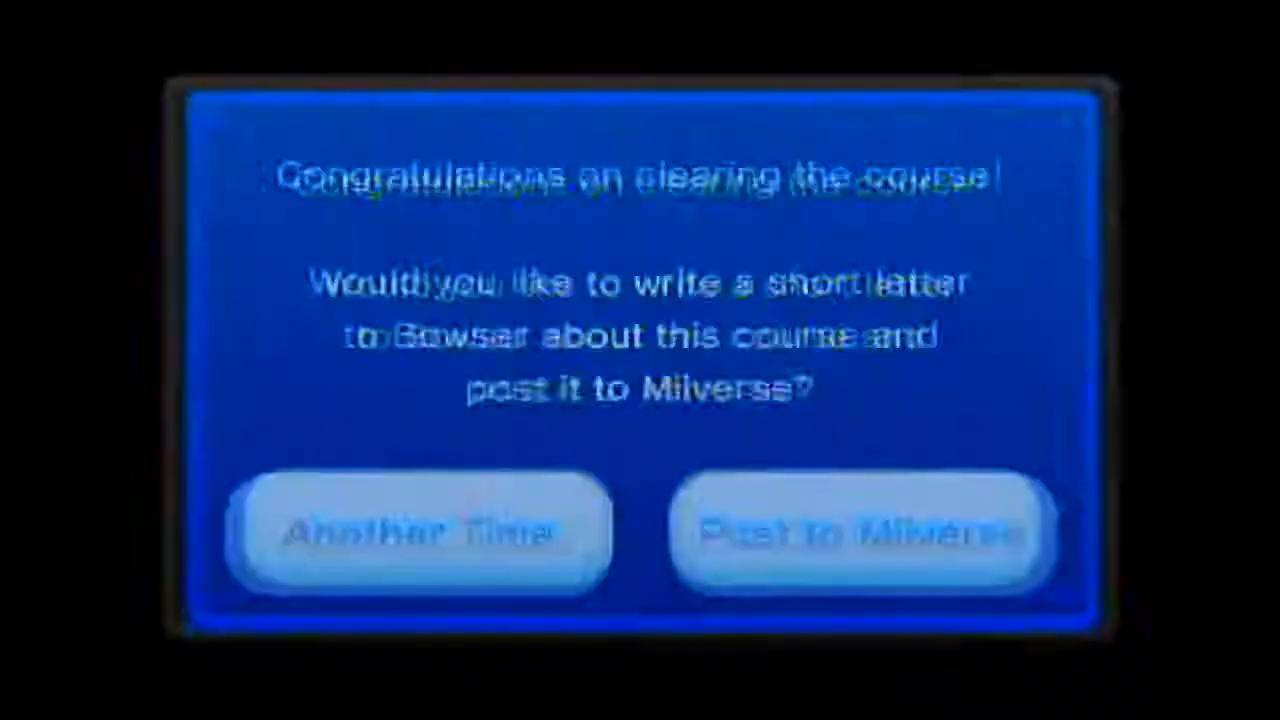 Congratulations on clearing the course!
Would you like to write a short letter
to Bowser about this course and
post it to Miiverse?
Another Time
Post to Miiverse